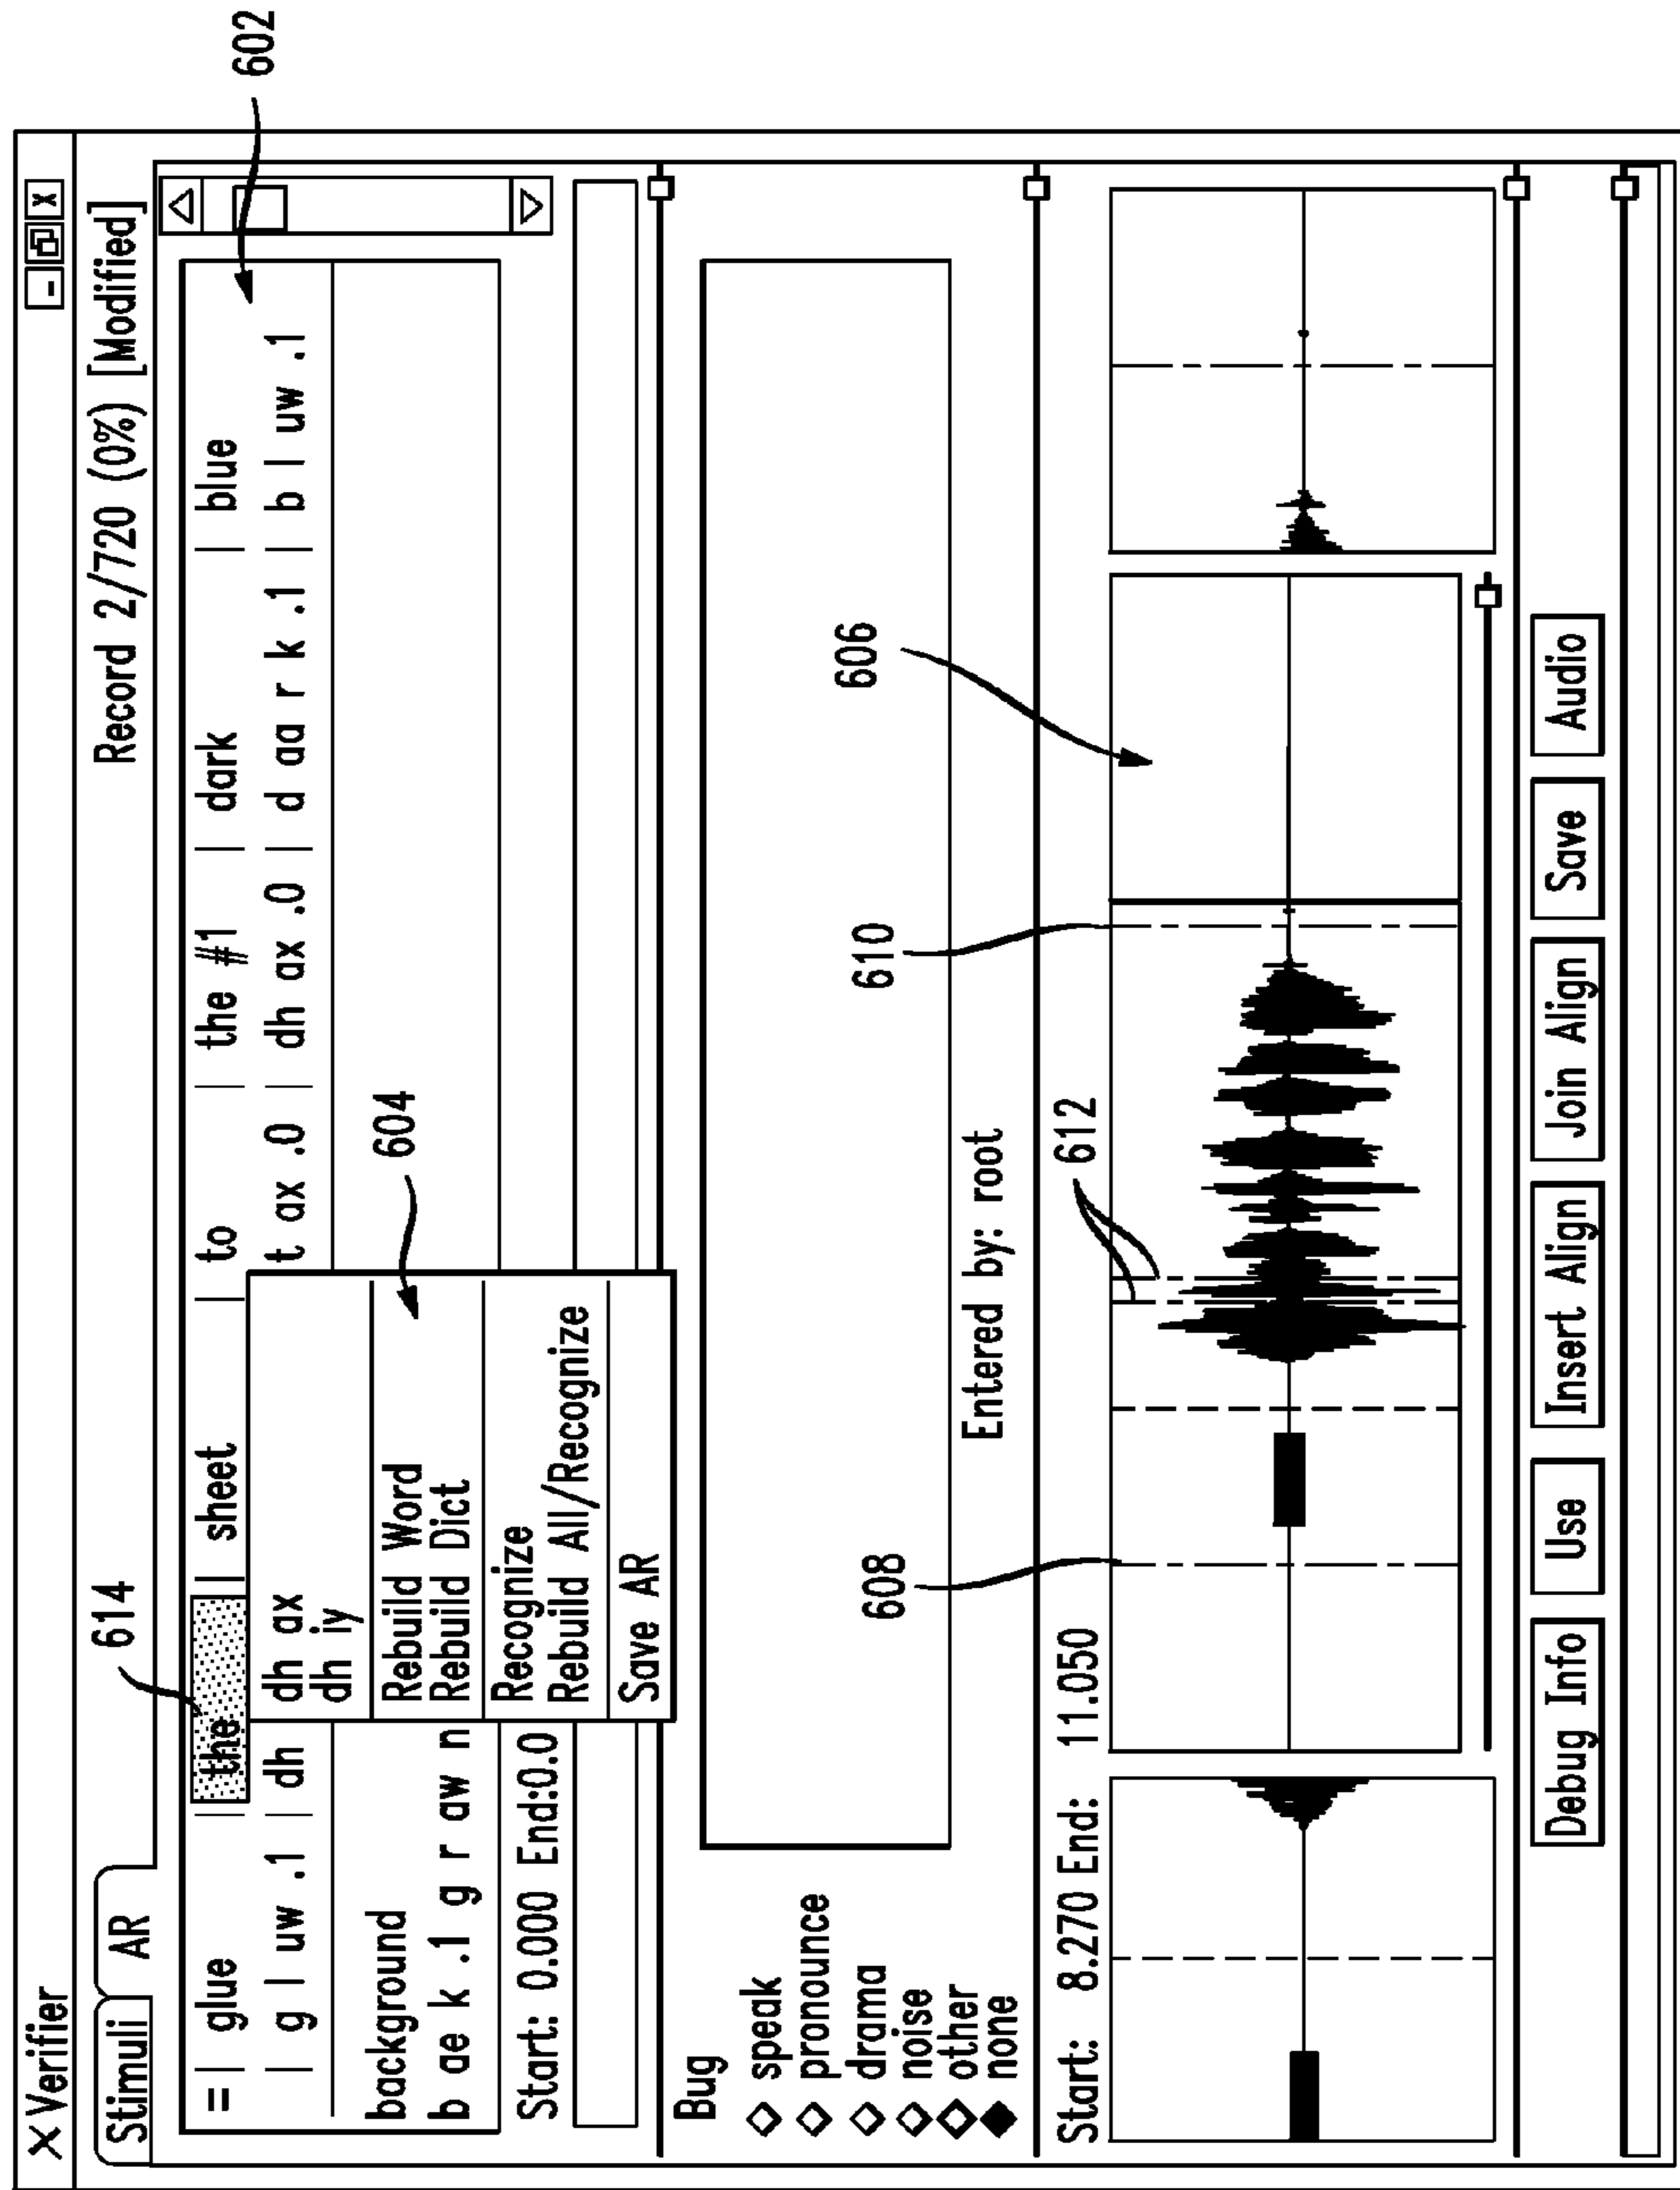 X Verifier
- x
Stimuli AR Record 2/720 (0%) [Modified]
602
614
= | glue | the | sheet | to | the #1 | dark | blue
| g l uw .1 | dh t ax .0 | dh ax .0 | d aa r k .1 | b l uw .1
dh ax
dh iy
Rebuild Word
Rebuild Dict
Recognize
Rebuild All/Recognize
Save AR
604
background
b ae k .1 g r aw n
Start: 0.000 End:0.0
Bug
speak
pronounce
drama
noise
other
none
Entered by: root
608
610
606
612
Start: 8.270 End: 11.050
Debug Info Use Insert Align Join Align Save Audio